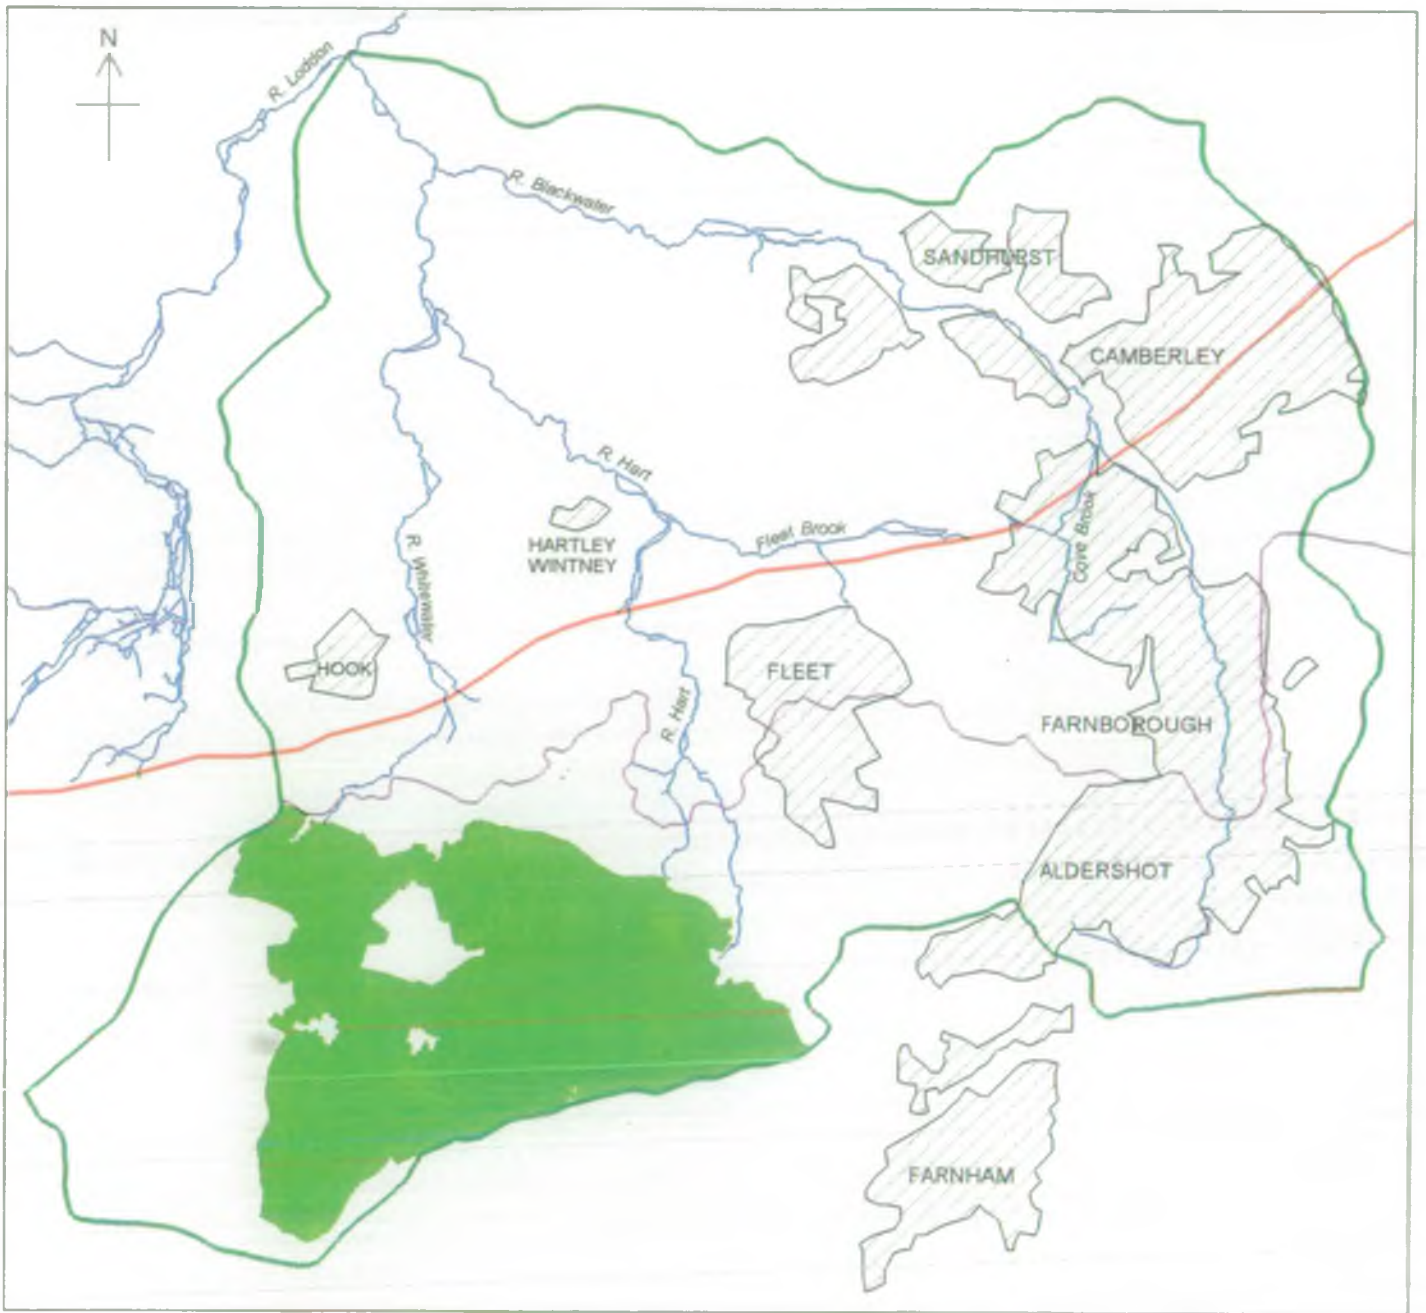 N
R. Loddon
R. Blackwater
SANDHURST
CAMBERLEY
R. Hart
Fleet Brook
Cove Brook
HARTLEY
WINTNEY
R. Whitewater
HOOK
FLEET
R. Hart
FARNBOROUGH
ALDERSHOT
FARNHAM